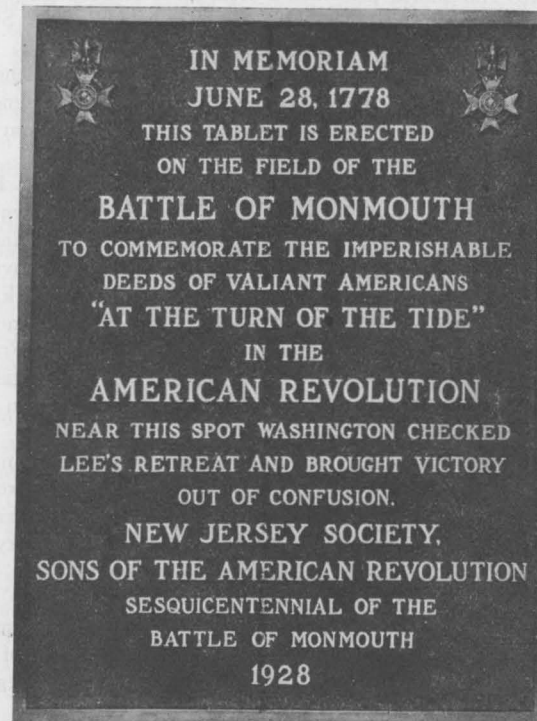 IN MEMORIAM
JUNE 28, 1778
THIS TABLET IS ERECTED
ON THE FIELD OF THE
BATTLE OF MONMOUTH
TO COMMEMORATE THE IMPERISHABLE
DEEDS OF VALIANT AMERICANS
"AT THE TURN OF THE TIDE"
IN THE
AMERICAN REVOLUTION
NEAR THIS SPOT WASHINGTON CHECKED
LEE'S RETREAT AND BROUGHT VICTORY
OUT OF CONFUSION.
NEW JERSEY SOCIETY,
SONS OF THE AMERICAN REVOLUTION
SESQUICENTENNIAL OF THE
BATTLE OF MONMOUTH
1928